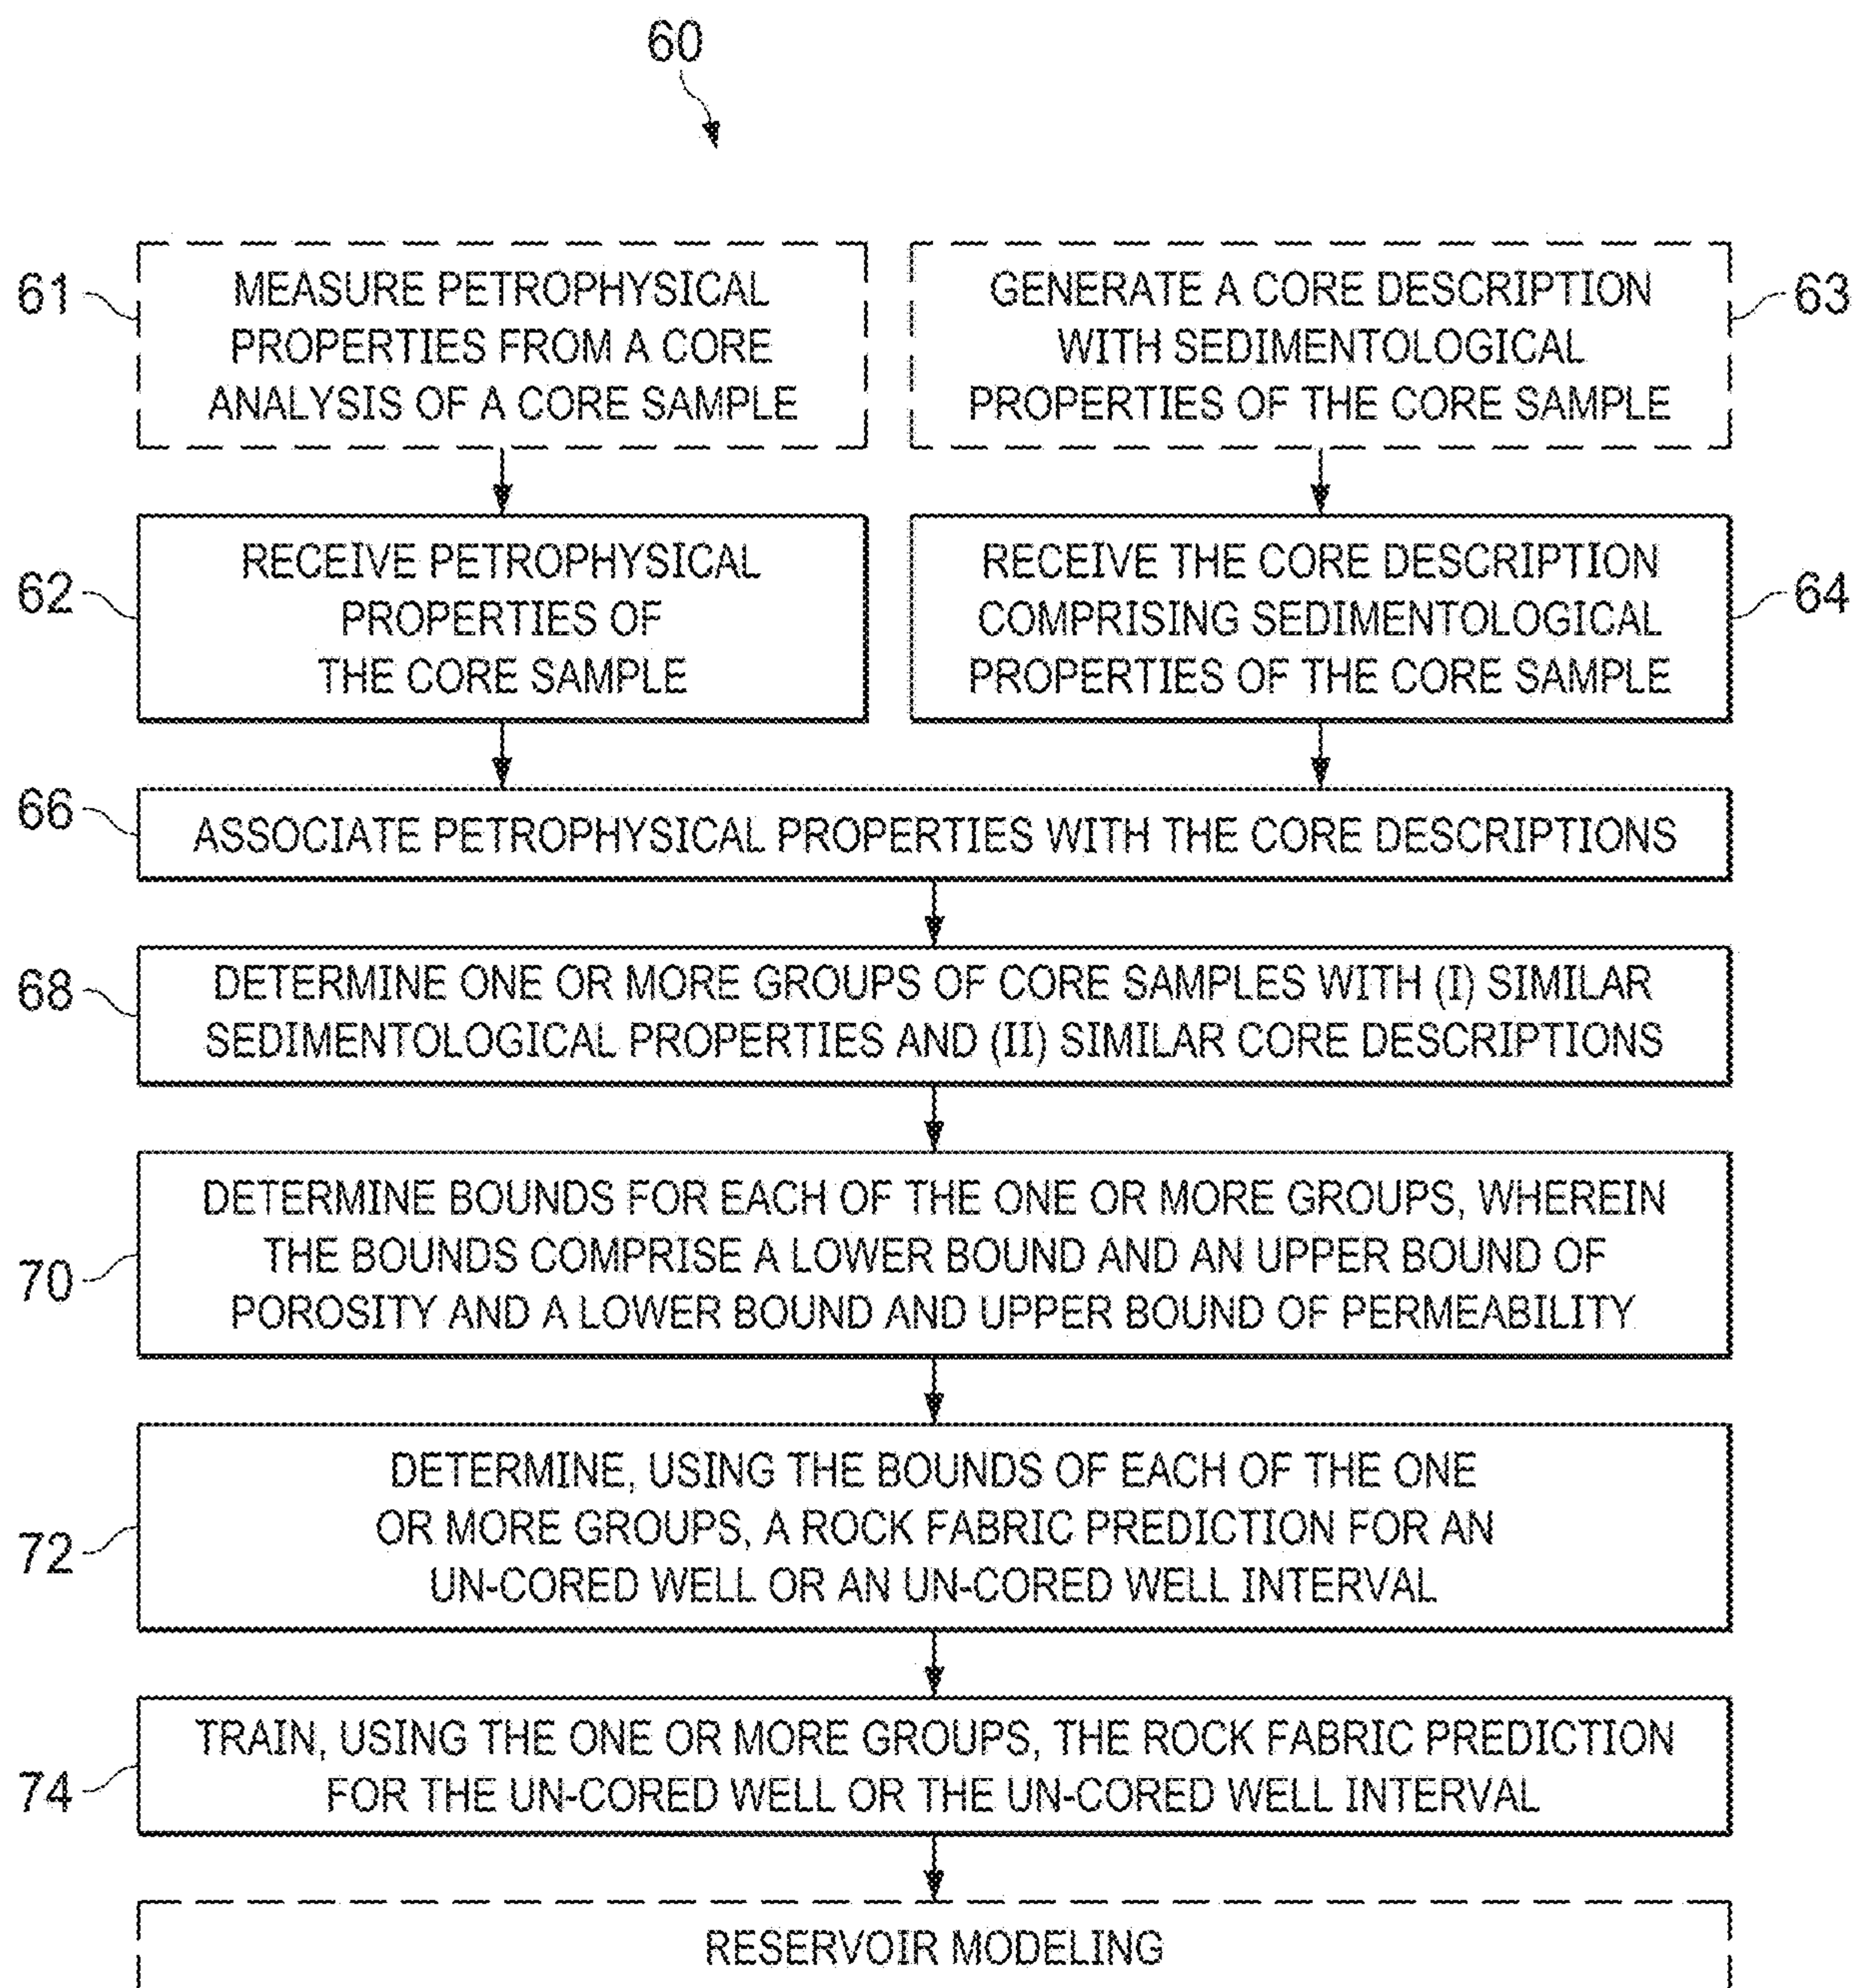 60
61
MEASURE PETROPHYSICAL
PROPERTIES FROM A CORE
ANALYSIS OF A CORE SAMPLE
GENERATE A CORE DESCRIPTION
WITH SEDIMENTOLOGICAL
PROPERTIES OF THE CORE SAMPLE
63
62
RECEIVE PETROPHYSICAL
PROPERTIES OF
THE CORE SAMPLE
RECEIVE THE CORE DESCRIPTION
COMPRISING SEDIMENTOLOGICAL
PROPERTIES OF THE CORE SAMPLE
64
66
ASSOCIATE PETROPHYSICAL PROPERTIES WITH THE CORE DESCRIPTIONS
68
DETERMINE ONE OR MORE GROUPS OF CORE SAMPLES WITH (I) SIMILAR
SEDIMENTOLOGICAL PROPERTIES AND (II) SIMILAR CORE DESCRIPTIONS
70
DETERMINE BOUNDS FOR EACH OF THE ONE OR MORE GROUPS, WHEREIN
THE BOUNDS COMPRISE A LOWER BOUND AND AN UPPER BOUND OF
POROSITY AND A LOWER BOUND AND UPPER BOUND OF PERMEABILITY
72
DETERMINE, USING THE BOUNDS OF EACH OF THE ONE
OR MORE GROUPS, A ROCK FABRIC PREDICTION FOR AN
UN-CORED WELL OR AN UN-CORED WELL INTERVAL
74
TRAIN, USING THE ONE OR MORE GROUPS, THE ROCK FABRIC PREDICTION
FOR THE UN-CORED WELL OR THE UN-CORED WELL INTERVAL
RESERVOIR MODELING